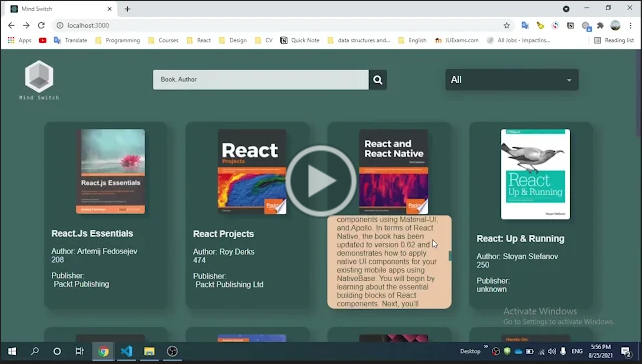 Mind Switch
localhost:3000
Apps
Translate
Programming
Courses
React
Design
CV
Quick Note
data structures and...
English
IUExams.com
All Jobs - Impactin...
Reading list
Mind Switch
Book, Author
All
React.js Essentials
React
Projects
React and
React Native
React
Up & Running
React.Js Essentials
Author: Artemij Fedosejev
208
Publisher:
Packt Publishing
React Projects
Author: Roy Derks
474
Publisher:
Packt Publishing Ltd
components using Material-UI,
and Apollo. In terms of React
Native, the book has been
updated to version 0.62 and
demonstrates how to apply
native UI components for your
existing mobile apps using
NativeBase. You will begin by
learning about the essential
building blocks of React
components. Next, you'll
React: Up & Running
Author: Stoyan Stefanov
250
Publisher:
unknown
Activate Windows
Go to Settings to activate Windows.
Desktop
ENG
5:56 PM
8/25/2021